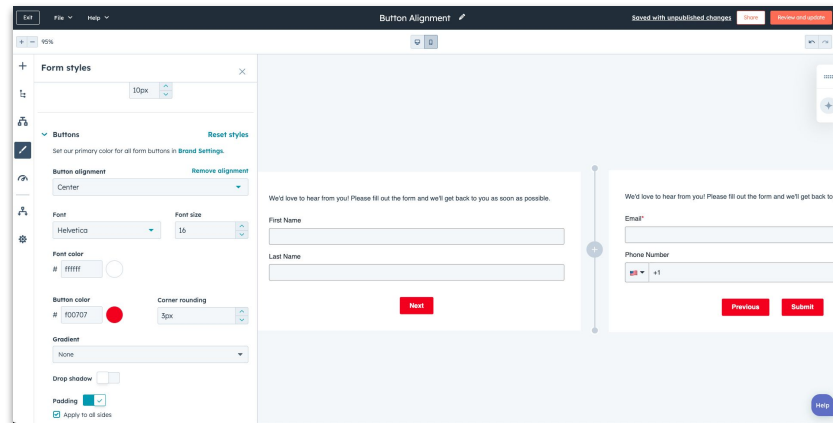 Exit File Help Button Alignment Saved with unpublished changes Share Review and update
+ − 95%
Form styles
10px
Buttons Reset styles
Set our primary color for all form buttons in Brand Settings.
Button alignment Remove alignment
Center
Font Font size
Helvetica 16
Font color
# ffffff
Button color Corner rounding
# f00707 3px
Gradient
None
Drop shadow
Padding
Apply to all sides
We'd love to hear from you! Please fill out the form and we'll get back to you as soon as possible.
First Name
Last Name
Next
We'd love to hear from you! Please fill out the form and we'll get back to
Email*
Phone Number
+1
Previous Submit
Help